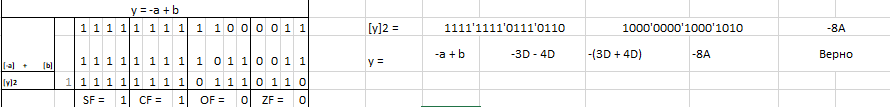 y = -a + b
1 1 1 1 1 1 1 1 1 1 0 0 0 0 1 1 [y]2 = 1111'1111'0111'0110 1000'0000'1000'1010 -8A
[-a] + [b] 1 1 1 1 1 1 1 1 1 0 1 1 0 0 1 1 y = -a + b -3D - 4D -(3D + 4D) -8A Верно
[y]2 1 1 1 1 1 1 1 1 1 0 1 1 1 0 1 1 0
SF = 1 CF = 1 OF = 0 ZF = 0